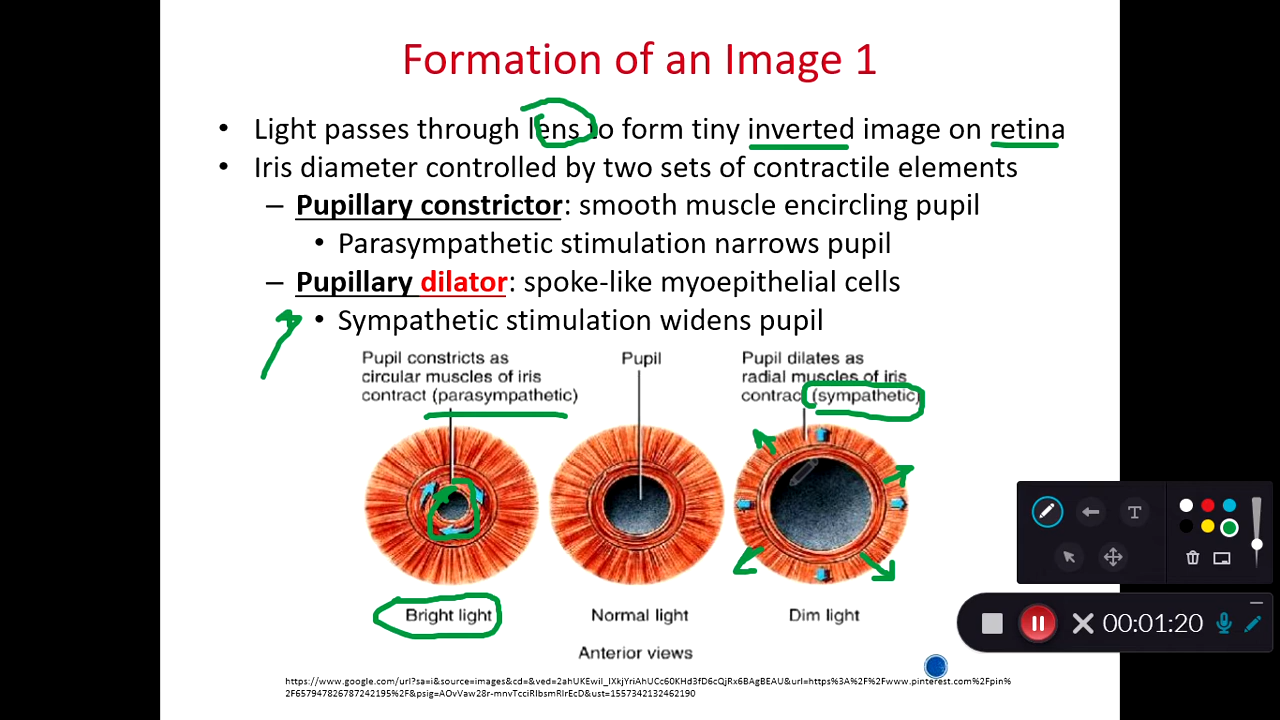 Formation of an Image 1
• Light passes through lens to form tiny inverted image on retina
• Iris diameter controlled by two sets of contractile elements
– Pupillary constrictor: smooth muscle encircling pupil
• Parasympathetic stimulation narrows pupil
– Pupillary dilator: spoke-like myoepithelial cells
• Sympathetic stimulation widens pupil
Pupil constricts as
circular muscles of iris
contract (parasympathetic)
Pupil
Pupil dilates as
radial muscles of iris
contract (sympathetic)
Bright light
Normal light
Dim light
Anterior views
T
00:01:20